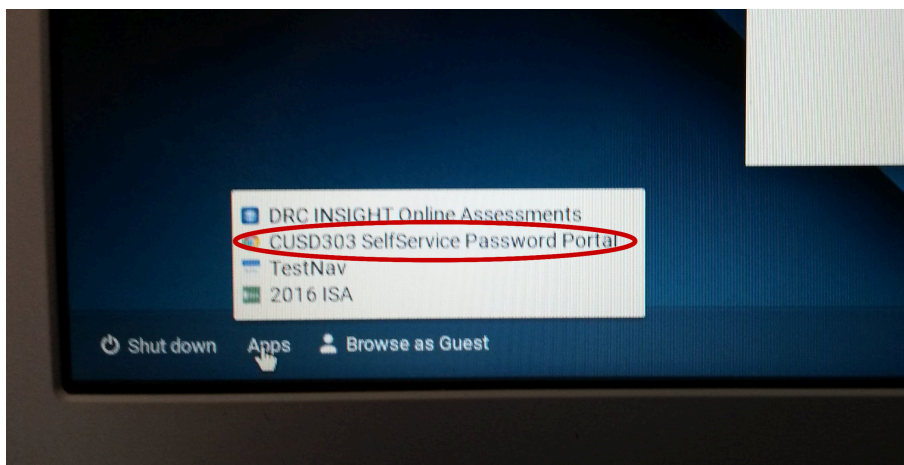 DRC INSIGHT Online Assessments
CUSD303 SelfService Password Portal
TestNav
2016 ISA
Shut down Apps Browse as Guest